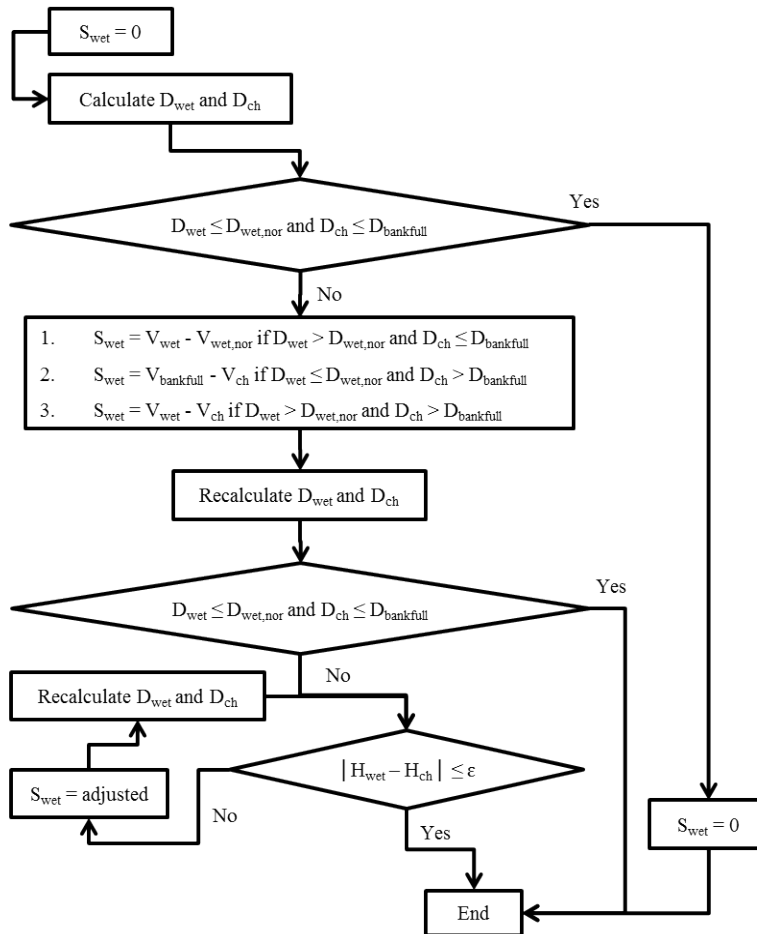 S_wet = 0
Calculate D_wet and D_ch
D_wet ≤ D_wet,nor and D_ch ≤ D_bankfull
Yes
No
1. S_wet = V_wet - V_wet,nor if D_wet > D_wet,nor and D_ch ≤ D_bankfull
2. S_wet = V_bankfull - V_ch if D_wet ≤ D_wet,nor and D_ch > D_bankfull
3. S_wet = V_wet - V_ch if D_wet > D_wet,nor and D_ch > D_bankfull
Recalculate D_wet and D_ch
D_wet ≤ D_wet,nor and D_ch ≤ D_bankfull
Yes
No
Recalculate D_wet and D_ch
|H_wet – H_ch| ≤ ε
S_wet = adjusted
No
Yes
S_wet = 0
End